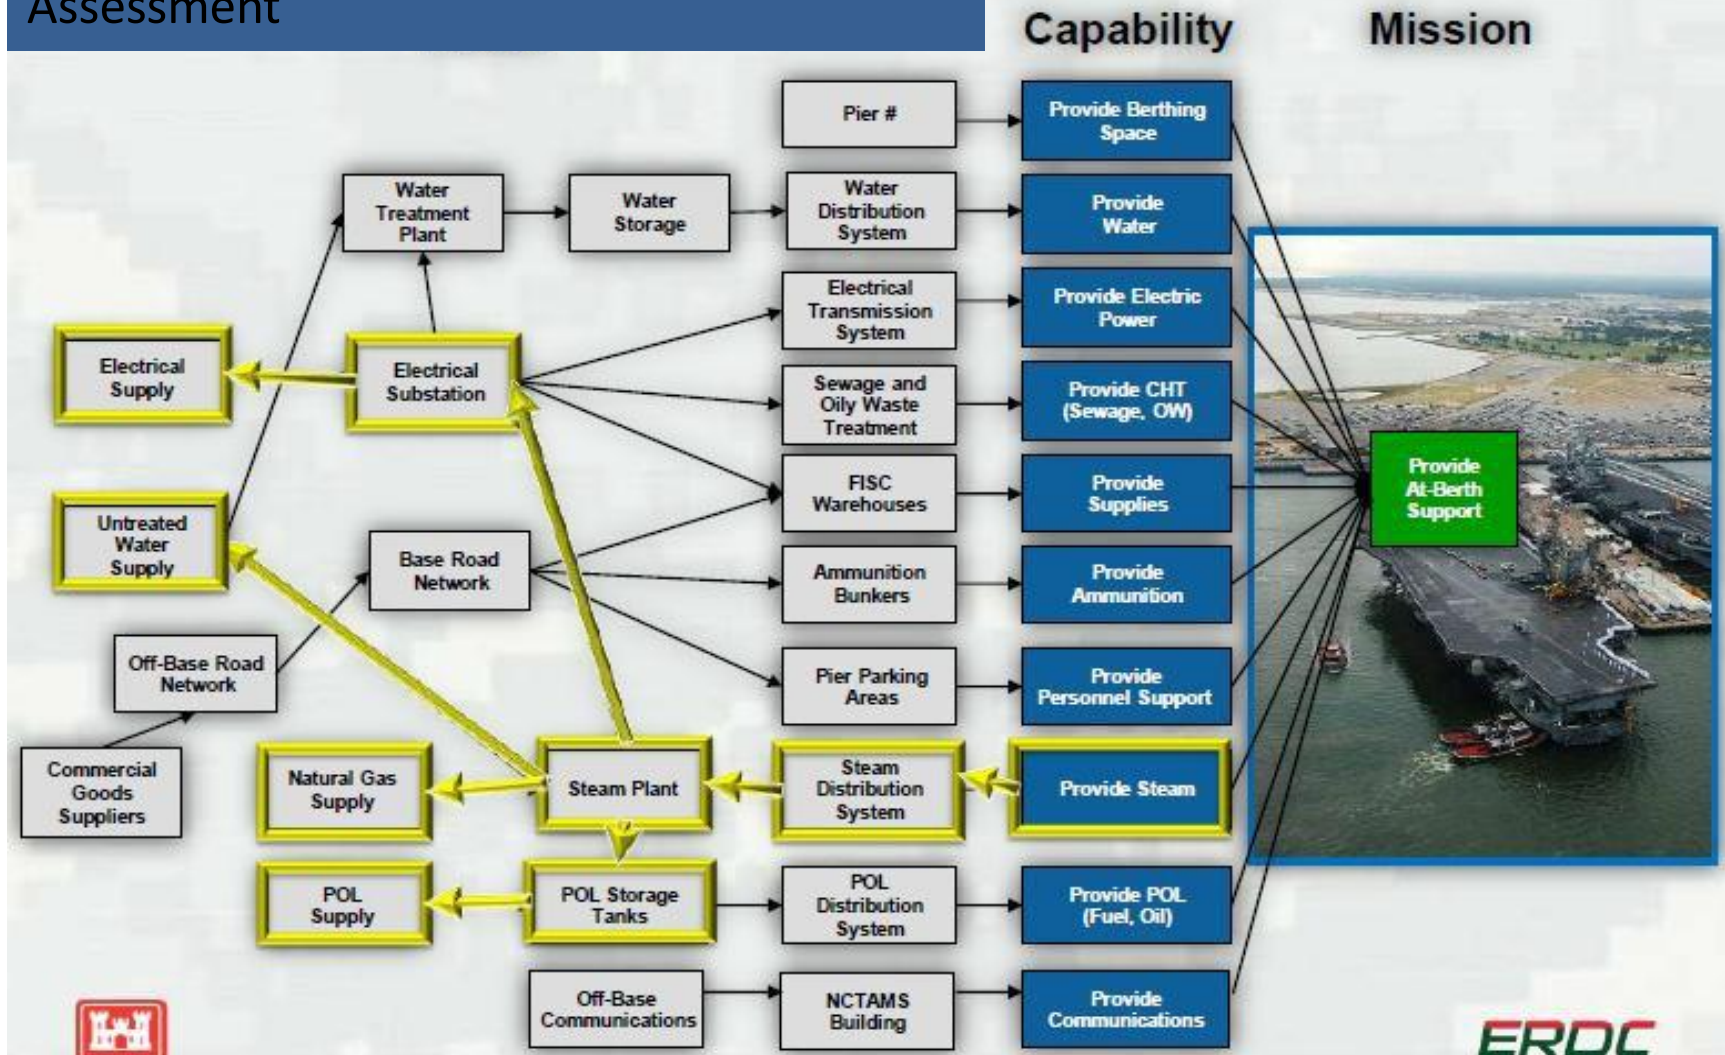 Assessment
Capability
Mission
Pier #
Provide Berthing
Space
Water
Treatment
Plant
Water
Storage
Water
Distribution
System
Provide
Water
Electrical
Transmission
System
Provide Electric
Power
Electrical
Supply
Electrical
Substation
Sewage and
Oily Waste
Treatment
Provide CHT
(Sewage, OW)
FISC
Warehouses
Provide
Supplies
Provide
At-Berth
Support
Untreated
Water
Supply
Base Road
Network
Ammunition
Bunkers
Provide
Ammunition
Off-Base Road
Network
Pier Parking
Areas
Provide
Personnel Support
Commercial
Goods
Suppliers
Natural Gas
Supply
Steam Plant
Steam
Distribution
System
Provide Steam
POL
Supply
POL Storage
Tanks
POL
Distribution
System
Provide POL
(Fuel, Oil)
Off-Base
Communications
NCTAMS
Building
Provide
Communications
ERDC